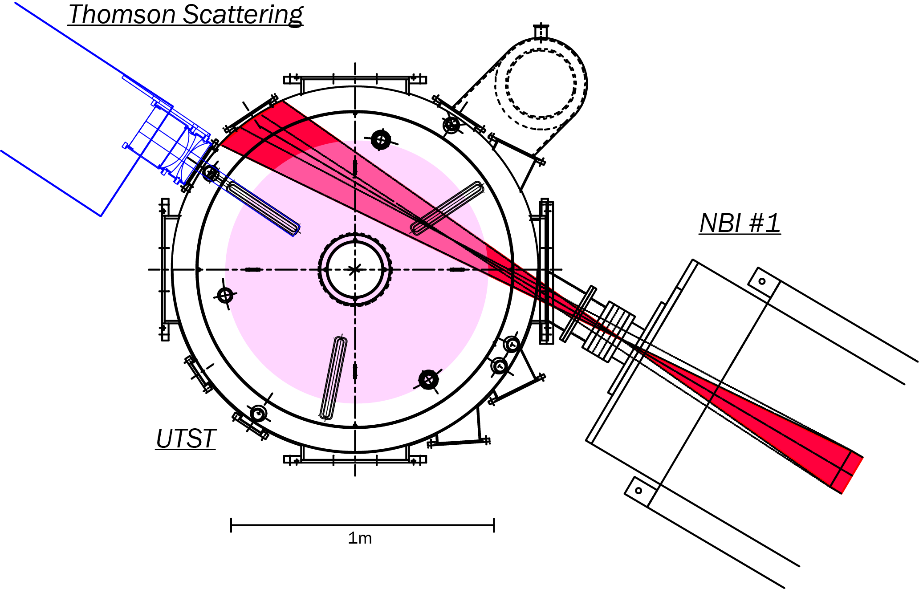 Thomson Scattering
NBI #1
UTST
1m